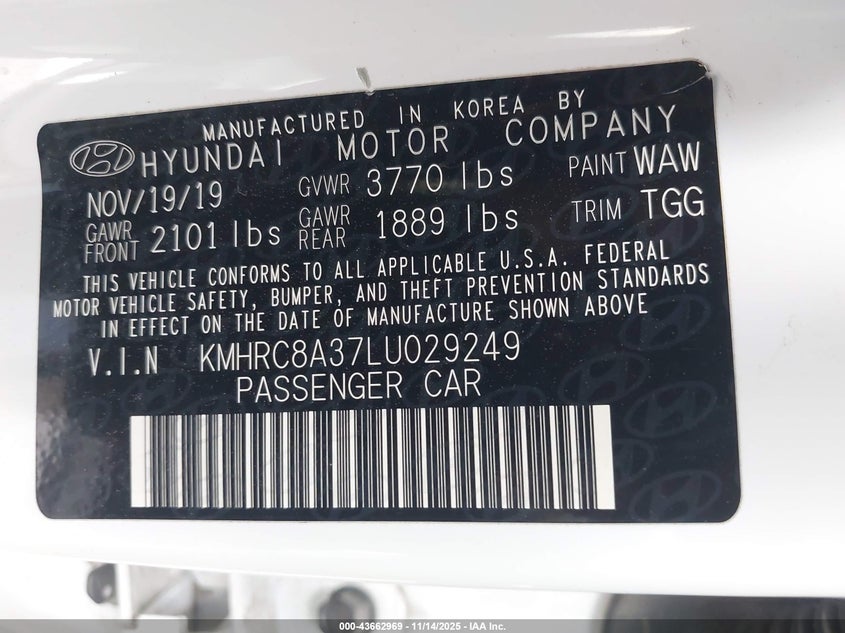 MANUFACTURED IN KOREA BY
HYUNDAI MOTOR COMPANY
NOV/19/19 GVWR 3770 lbs PAINT WAW
GAWR FRONT 2101 lbs GAWR REAR 1889 lbs TRIM TGG
THIS VEHICLE CONFORMS TO ALL APPLICABLE U.S.A. FEDERAL
MOTOR VEHICLE SAFETY, BUMPER, AND THEFT PREVENTION STANDARDS
IN EFFECT ON THE DATE OF MANUFACTURE SHOWN ABOVE
V.I.N KMHRC8A37LU029249
PASSENGER CAR
000-43662969 - 11/14/2025 - IAA Inc.